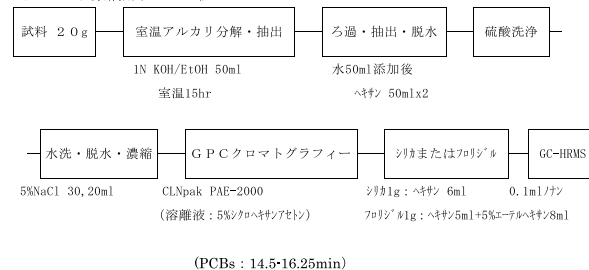 試料 20g
室温アルカリ分解・抽出
ろ過・抽出・脱水
硫酸洗浄
1N KOH/EtOH 50ml
室温15hr
水50ml添加後
ﾍｷｻﾝ 50mlx2
水洗・脱水・濃縮
GPCクロマトグラフィー
ｼﾘｶまたはﾌﾛﾘｼﾞﾙ
GC-HRMS
5%NaCl 30,20ml
CLNpak PAE-2000
(溶離液：5%ｼｸﾛﾍｷｻﾝアセトン)
ｼﾘｶ1g：ﾍｷｻﾝ 6ml
ﾌﾛﾘｼﾞﾙ1g：ﾍｷｻﾝ5ml+5%ｴｰﾃﾙﾍｷｻﾝ8ml
0.1ml/ﾅﾝ
(PCBs：14.5-16.25min)